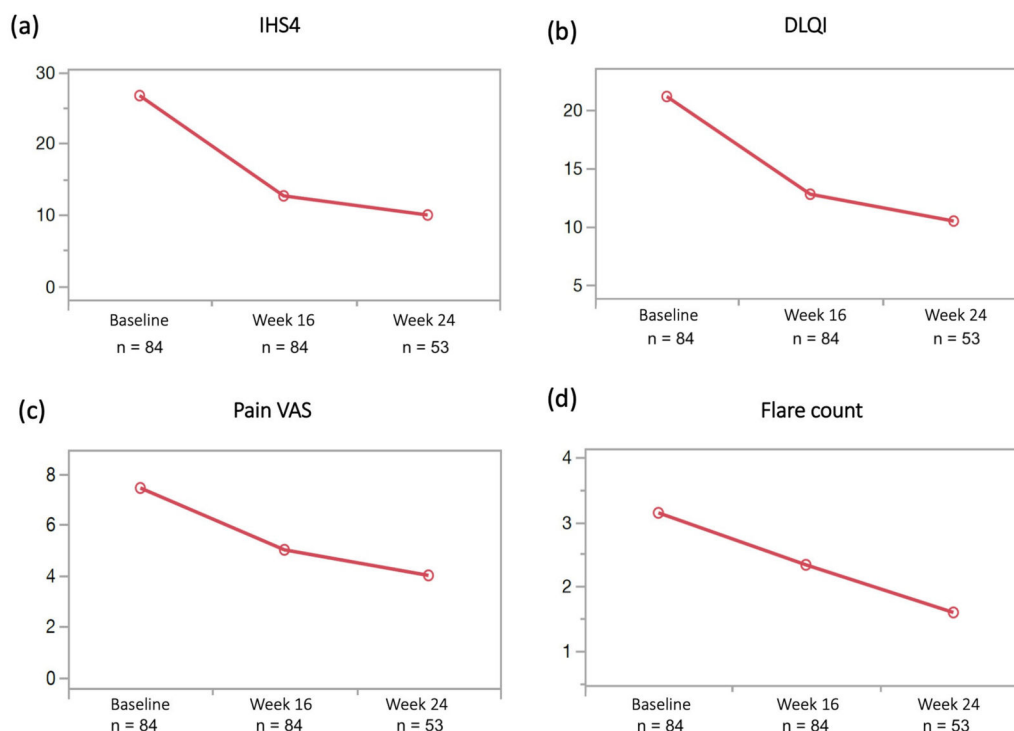 (a)
IHS4
30
20
10
0
Baseline Week 16 Week 24
n = 84 n = 84 n = 53
(b)
DLQI
20
15
10
5
Baseline Week 16 Week 24
n = 84 n = 84 n = 53
(c)
Pain VAS
8
6
4
2
0
Baseline Week 16 Week 24
n = 84 n = 84 n = 53
(d)
Flare count
4
3
2
1
Baseline Week 16 Week 24
n = 84 n = 84 n = 53